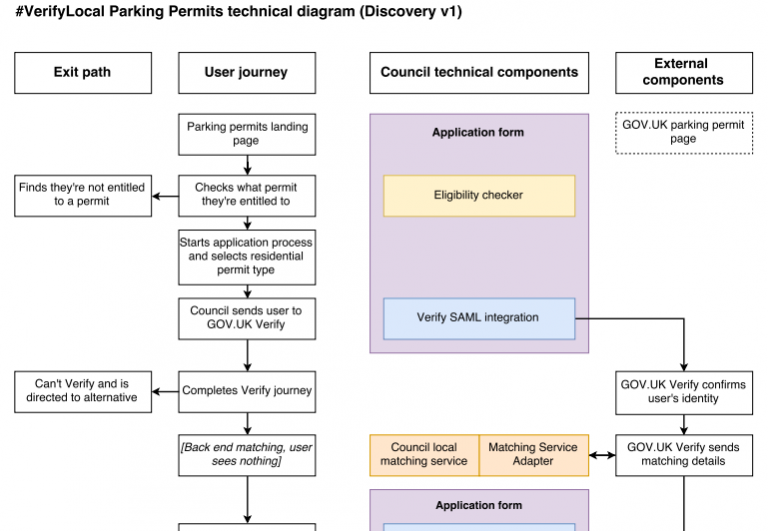 #VerifyLocal Parking Permits technical diagram (Discovery v1)
Exit path
User journey
Council technical components
External
components
Parking permits landing
page
Application form
GOV.UK parking permit
page
Finds they're not entitled
to a permit
Checks what permit
they're entitled to
Eligibility checker
Starts application process
and selects residential
permit type
Council sends user to
GOV.UK Verify
Verify SAML integration
Can't Verify and is
directed to alternative
Completes Verify journey
GOV.UK Verify confirms
user's identity
[Back end matching, user
sees nothing]
Council local
matching service
Matching Service
Adapter
GOV.UK Verify sends
matching details
Application form